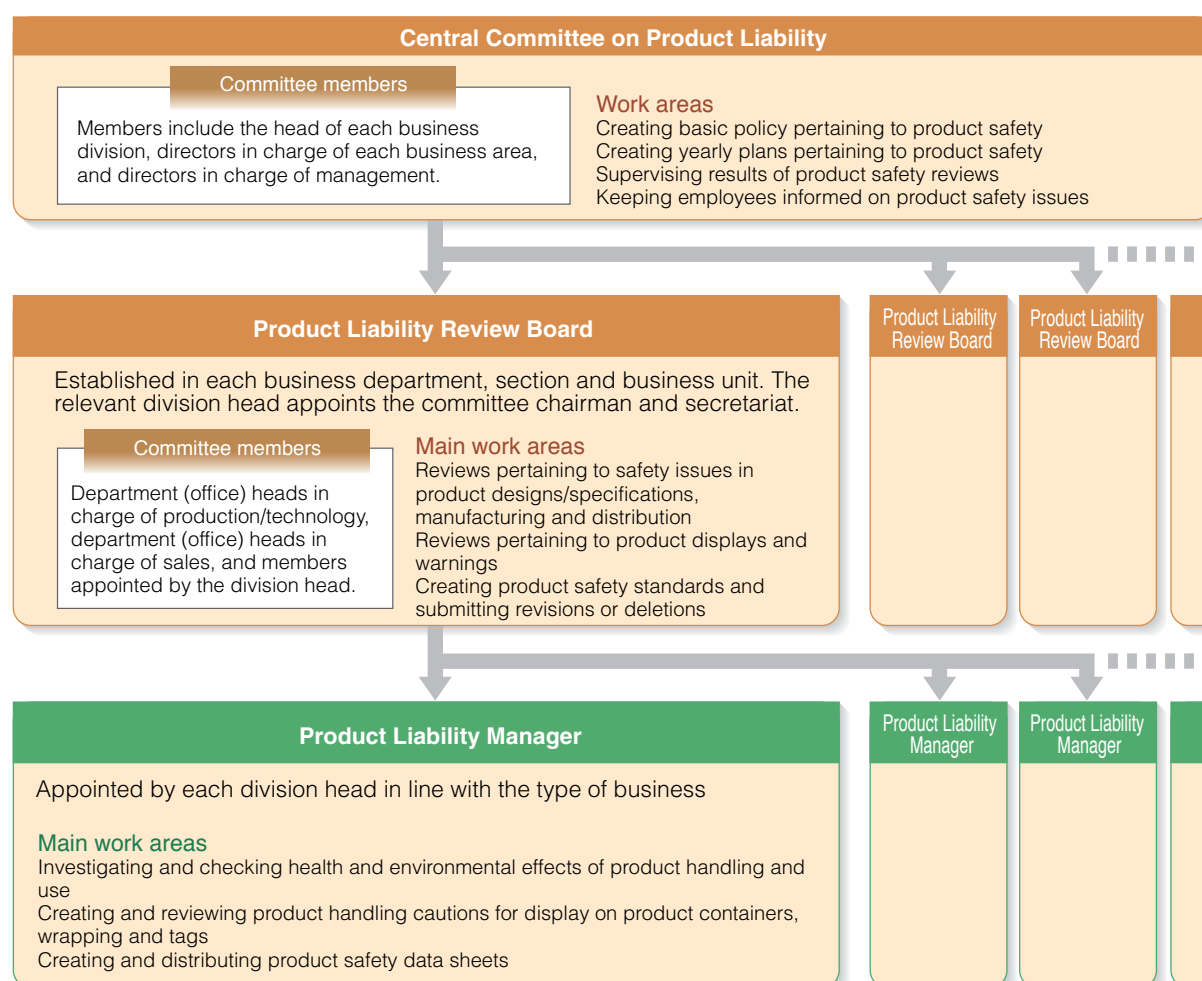 Central Committee on Product Liability
Committee members
Members include the head of each business
division, directors in charge of each business area,
and directors in charge of management.
Work areas
Creating basic policy pertaining to product safety
Creating yearly plans pertaining to product safety
Supervising results of product safety reviews
Keeping employees informed on product safety issues
Product Liability Review Board
Established in each business department, section and business unit. The
relevant division head appoints the committee chairman and secretariat.
Committee members
Department (office) heads in
charge of production/technology,
department (office) heads in
charge of sales, and members
appointed by the division head.
Main work areas
Reviews pertaining to safety issues in
product designs/specifications,
manufacturing and distribution
Reviews pertaining to product displays and
warnings
Creating product safety standards and
submitting revisions or deletions
Product Liability
Review Board
Product Liability
Review Board
Product Liability Manager
Appointed by each division head in line with the type of business
Main work areas
Investigating and checking health and environmental effects of product handling and
use
Creating and reviewing product handling cautions for display on product containers,
wrapping and tags
Creating and distributing product safety data sheets
Product Liability
Manager
Product Liability
Manager